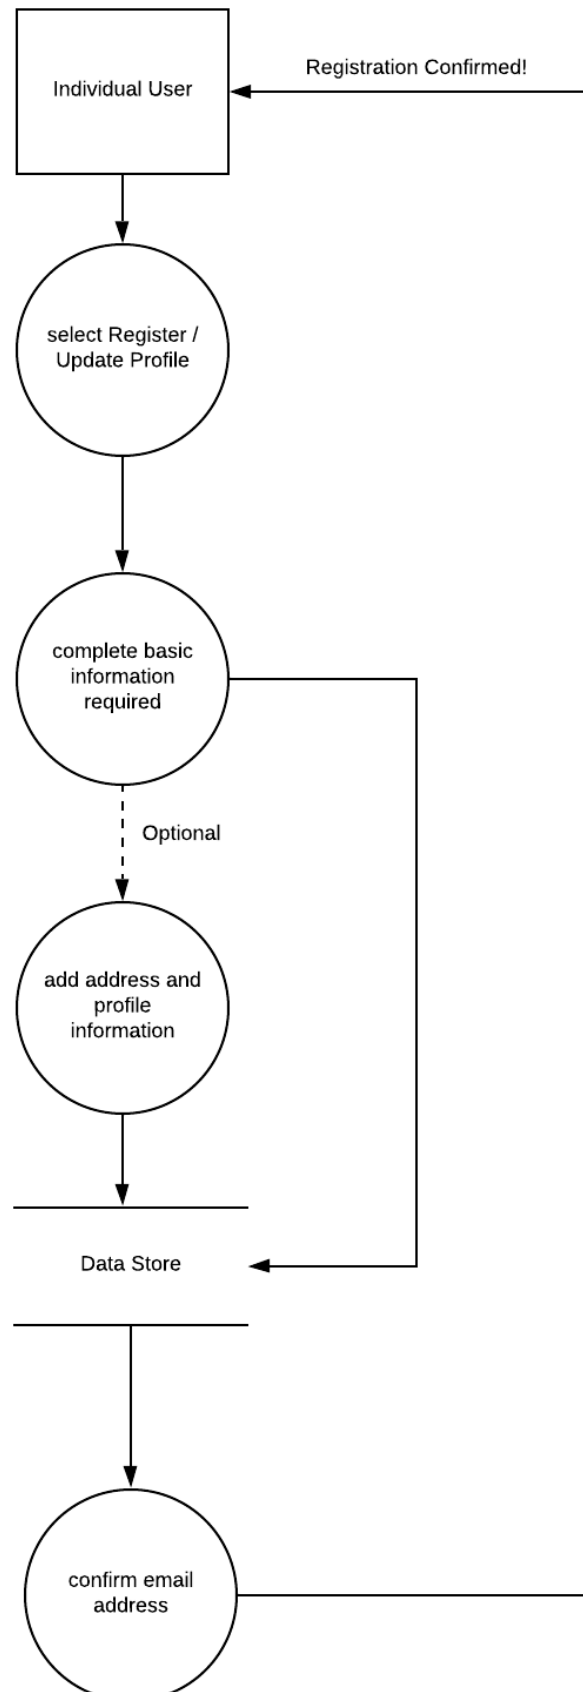 Registration Confirmed!
Individual User
select Register /
Update Profile
complete basic
information
required
Optional
add address and
profile
information
Data Store
confirm email
address